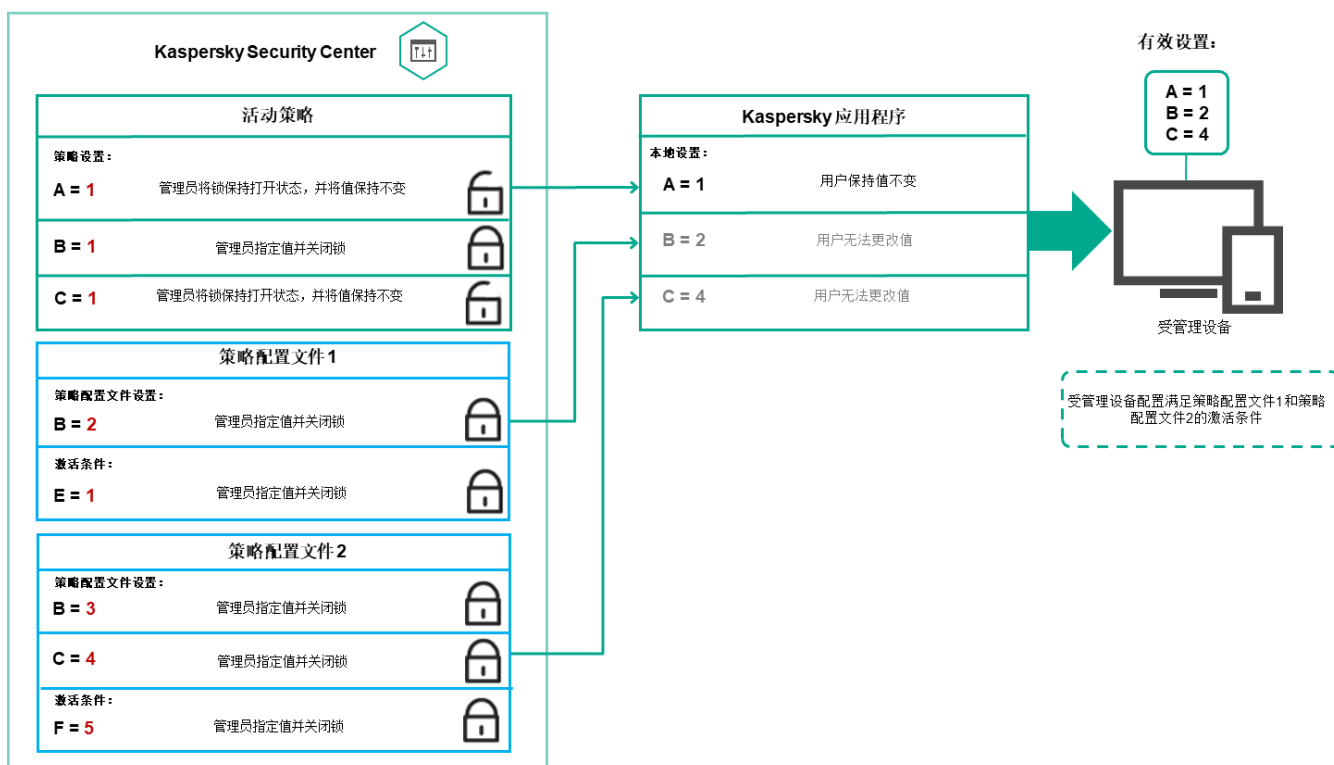 Kaspersky Security Center
活动策略
策略设置：
A = 1
管理员将锁保持打开状态，并将值保持不变
B = 1
管理员指定值并关闭锁
C = 1
管理员将锁保持打开状态，并将值保持不变
策略配置文件1
策略配置文件设置：
B = 2
管理员指定值并关闭锁
激活条件：
E = 1
管理员指定值并关闭锁
策略配置文件2
策略配置文件设置：
B = 3
管理员指定值并关闭锁
C = 4
管理员指定值并关闭锁
激活条件：
F = 5
管理员指定值并关闭锁
Kaspersky 应用程序
本地设置：
A = 1
用户保持值不变
B = 2
用户无法更改值
C = 4
用户无法更改值
有效设置：
A = 1
B = 2
C = 4
受管理设备
受管理设备配置满足策略配置文件1和策略
配置文件2的激活条件